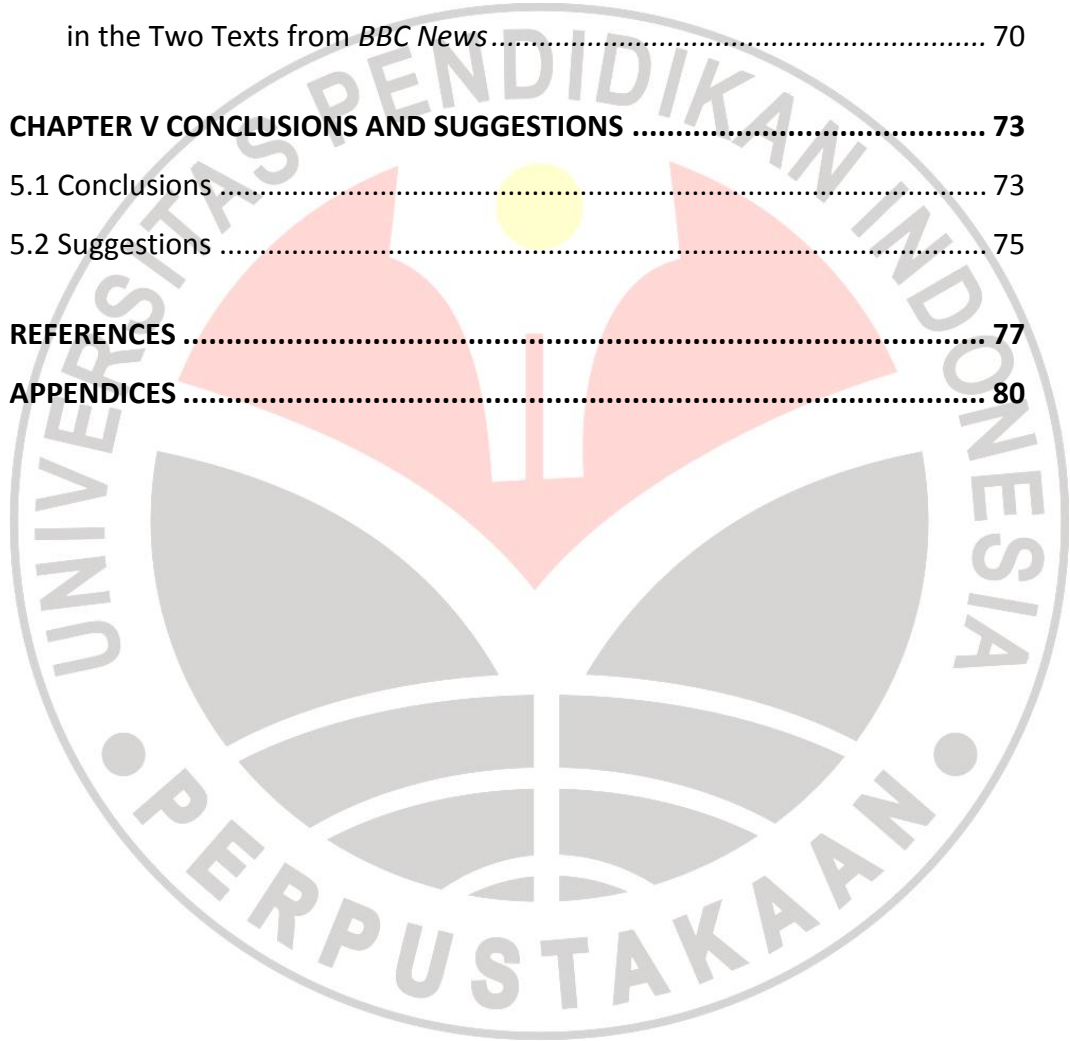 in the Two Texts from BBC News ........................................................... 70
CHAPTER V CONCLUSIONS AND SUGGESTIONS ......................................... 73
5.1 Conclusions ......................................................................................... 73
5.2 Suggestions ......................................................................................... 75
REFERENCES ............................................................................................. 77
APPENDICES ............................................................................................. 80
UNIVERSITAS PENDIDIKAN INDONESIA
PERPUSTAKAAN